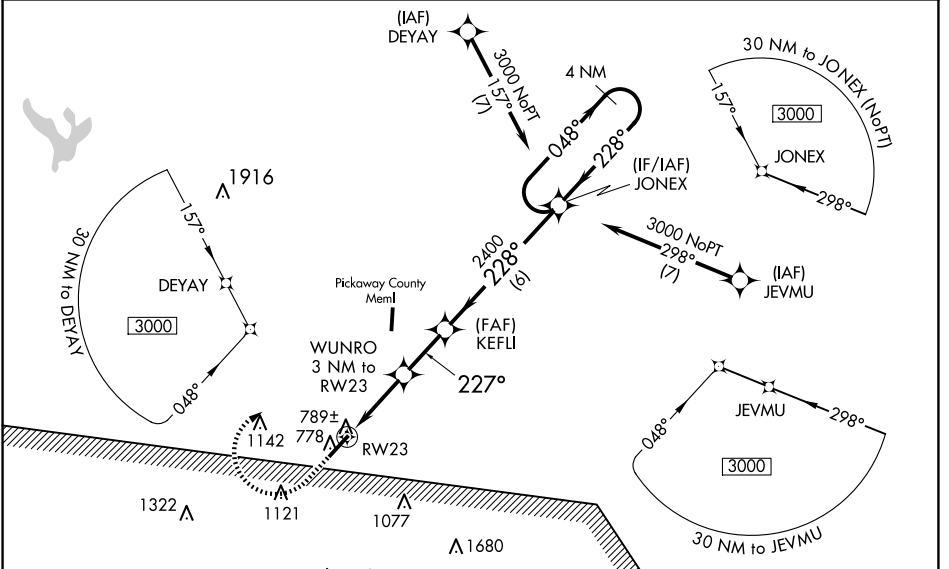 (IAF)
DEYAY
3000 NoPT
157°
(7)
4 NM
048°
228°
(IF/IAF)
JONEX
30 NM to JONEX (NoPT)
157°
3000
JONEX
298°
1916
157°
30 NM to DEYAY
DEYAY
3000
048°
3000 NoPT
298°
(7)
(IAF)
JEVMU
2400
228°
(6)
Pickaway County
Meml
(FAF)
KEFLI
WUNRO
3 NM to
RW23
227°
789±
778
RW23
1142
1121
1322
1077
1680
JEVMU
048°
298°
3000
30 NM to JEVMU